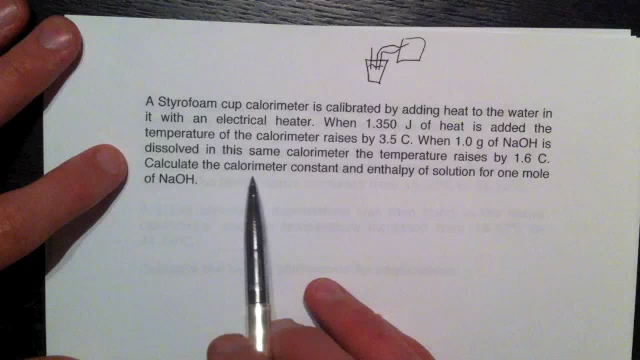 A Styrofoam cup calorimeter is calibrated by adding heat to the water in
it with an electrical heater. When 1.350 J of heat is added the
temperature of the calorimeter raises by 3.5 C. When 1.0 g of NaOH is
dissolved in this same calorimeter the temperature raises by 1.6 C.
Calculate the calorimeter constant and enthalpy of solution for one mole
of NaOH.